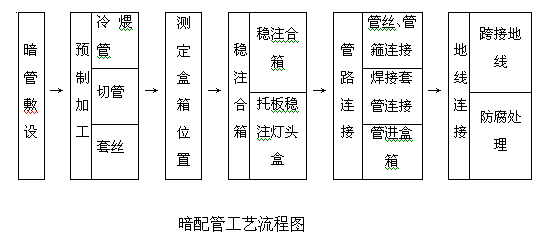 暗管敷设
预制加工
冷煨管
切管
套丝
测定盒箱位置
稳注合箱
稳注合箱
托板稳注灯头盒
管路连接
管丝、管箍连接
焊接套管连接
管进盒箱
地线连接
跨接地线
防腐处理
暗配管工艺流程图